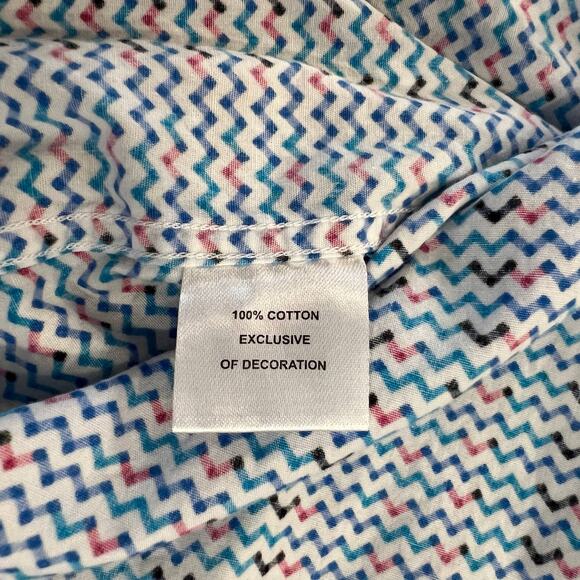 100% COTTON
EXCLUSIVE
OF DECORATION